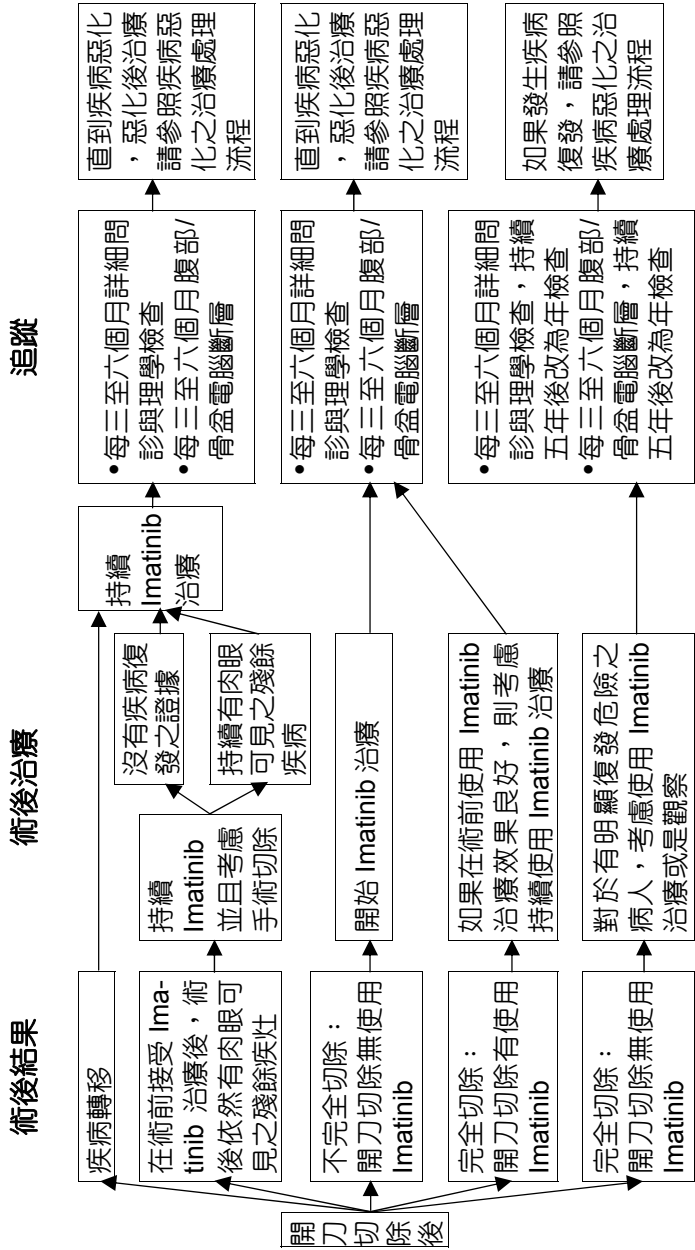 術後結果
術後治療
追蹤
開
刀
切
除
後
疾病轉移
在術前接受 Ima-
tinib 治療後，術
後依然有肉眼可
見之殘餘疾灶
不完全切除：
開刀切除無使用
Imatinib
完全切除：
開刀切除有使用
Imatinib
完全切除：
開刀切除無使用
Imatinib
持續
Imatinib
並且考慮
手術切除
沒有疾病復
發之證據
持續有肉眼
可見之殘餘
疾病
開始 Imatinib 治療
如果在術前使用 Imatinib
治療效果良好，則考慮
持續使用 Imatinib 治療
對於有明顯復發危險之
病人，考慮使用 Imatinib
治療或是觀察
持續
Imatinib
治療
•每三至六個月詳細問
診與理學檢查
•每三至六個月腹部/
骨盆電腦斷層
•每三至六個月詳細問
診與理學檢查
•每三至六個月腹部/
骨盆電腦斷層
•每三至六個月詳細問
診與理學檢查，持續
五年後改為年檢查
•每三至六個月腹部/
骨盆電腦斷層，持續
五年後改為年檢查
直到疾病惡化
，惡化後治療
請參照疾病惡
化之治療處理
流程
直到疾病惡化
，惡化後治療
請參照疾病惡
化之治療處理
流程
如果發生疾病
復發，請參照
疾病惡化之治
療處理流程